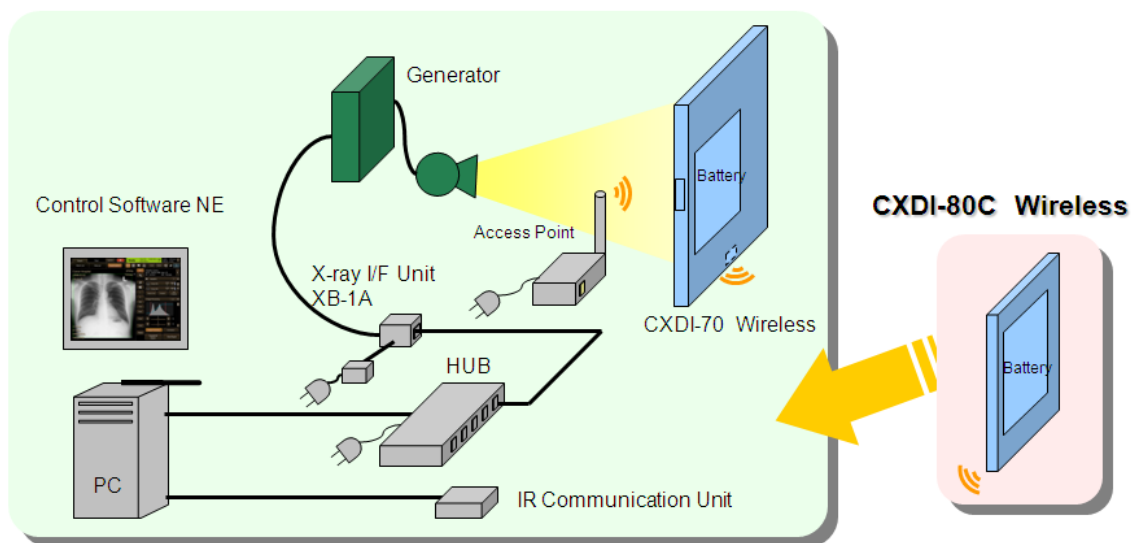 Generator
Control Software NE
Battery
CXDI-80C Wireless
Access Point
X-ray I/F Unit
XB-1A
CXDI-70 Wireless
HUB
Battery
PC
IR Communication Unit